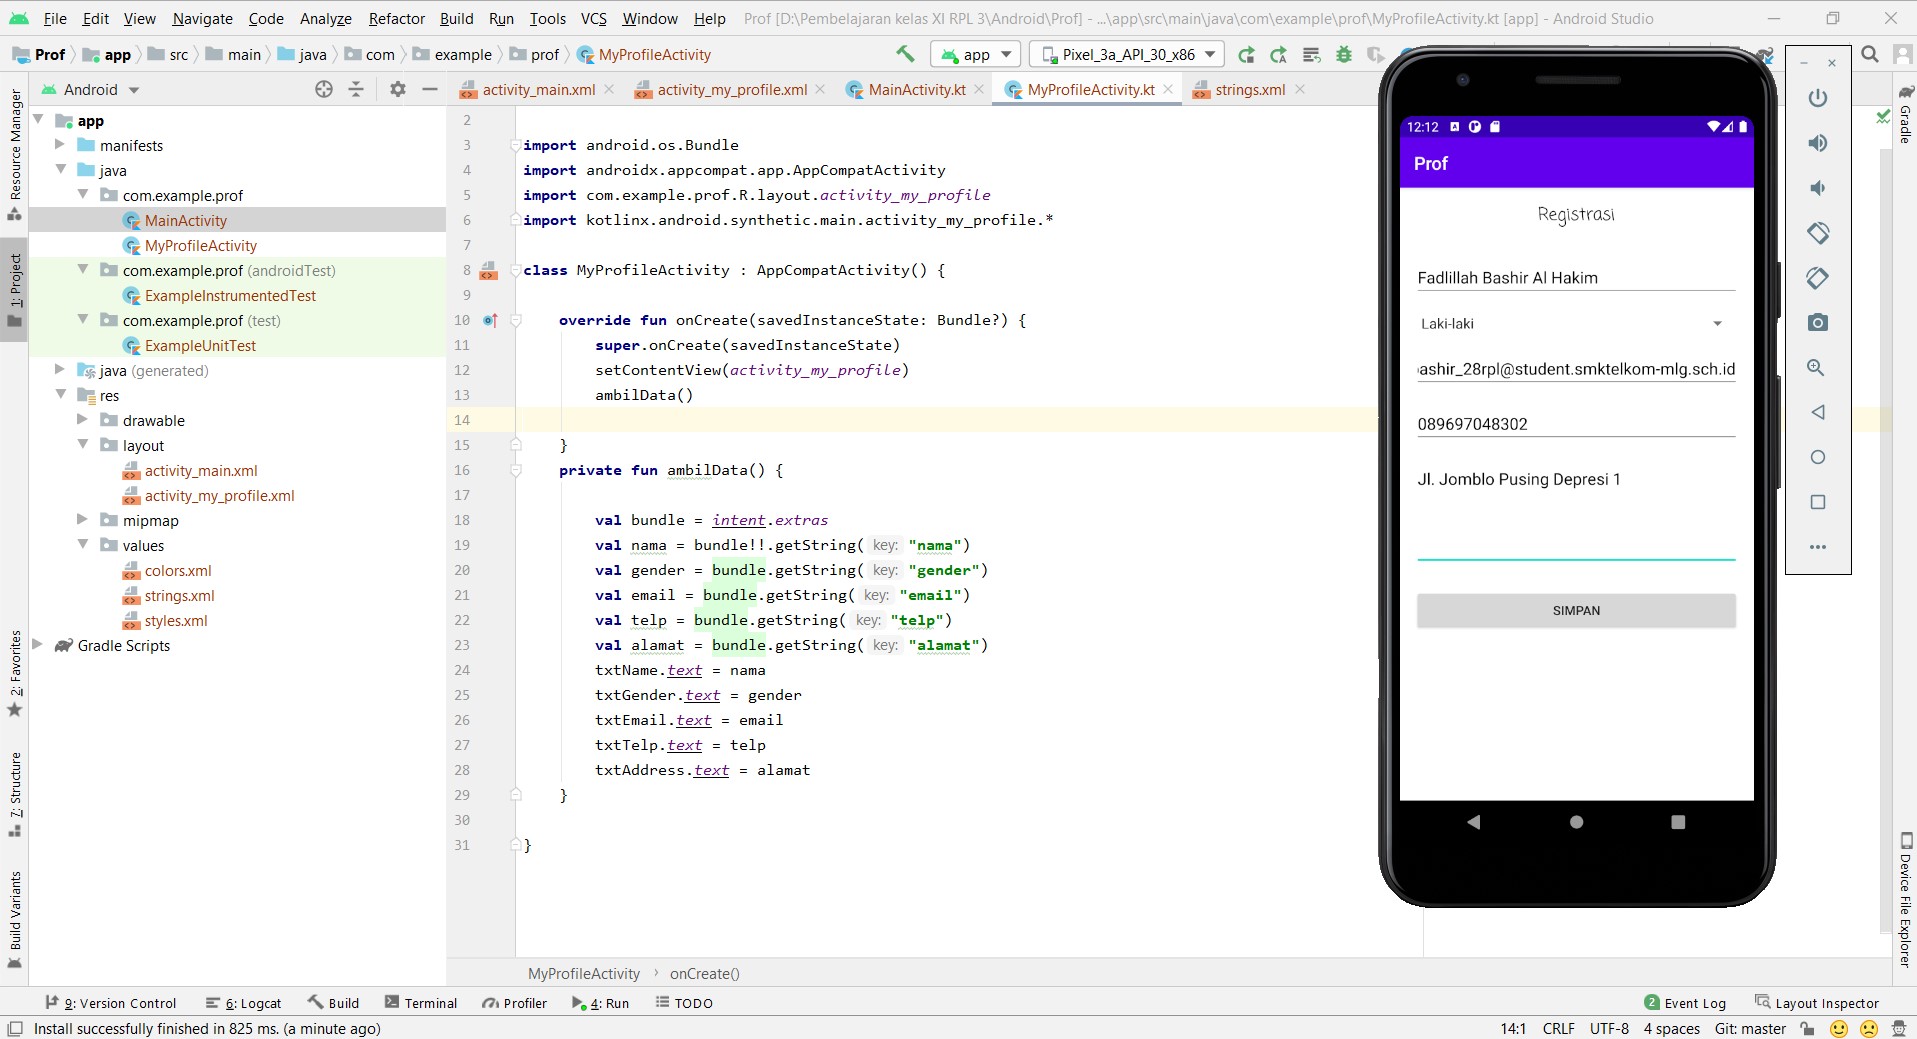 File Edit View Navigate Code Analyze Refactor Build Run Tools VCS Window Help Prof [D:\Pembelajaran kelas XI RPL 3\Android\Prof] - ...\app\src\main\java\com\example\prof\MyProfileActivity.kt [app] - Android Studio
Prof app src main java com example prof MyProfileActivity app Pixel_3a_API_30_x86
Android activity_main.xml activity_my_profile.xml MainActivity.kt MyProfileActivity.kt strings.xml
Resource Manager
1: Project
2: Favorites
7: Structure
Build Variants
app
manifests
java
com.example.prof
MainActivity
MyProfileActivity
com.example.prof (androidTest)
ExampleInstrumentedTest
com.example.prof (test)
ExampleUnitTest
java (generated)
res
drawable
layout
activity_main.xml
activity_my_profile.xml
mipmap
values
colors.xml
strings.xml
styles.xml
Gradle Scripts
2
3 import android.os.Bundle
4 import androidx.appcompat.app.AppCompatActivity
5 import com.example.prof.R.layout.activity_my_profile
6 import kotlinx.android.synthetic.main.activity_my_profile.*
7
8 class MyProfileActivity : AppCompatActivity() {
9
10 override fun onCreate(savedInstanceState: Bundle?) {
11 super.onCreate(savedInstanceState)
12 setContentView(activity_my_profile)
13 ambilData()
14
15 }
16 private fun ambilData() {
17
18 val bundle = intent.extras
19 val nama = bundle!!.getString( key: "nama")
20 val gender = bundle.getString( key: "gender")
21 val email = bundle.getString( key: "email")
22 val telp = bundle.getString( key: "telp")
23 val alamat = bundle.getString( key: "alamat")
24 txtName.text = nama
25 txtGender.text = gender
26 txtEmail.text = email
27 txtTelp.text = telp
28 txtAddress.text = alamat
29 }
30
31 }
12:12
Prof
Registrasi
Fadlillah Bashir Al Hakim
Laki-laki
ashir_28rpl@student.smktelkom-mlg.sch.id
089697048302
Jl. Jomblo Pusing Depresi 1
SIMPAN
Gradle
Device File Explorer
MyProfileActivity › onCreate()
9: Version Control 6: Logcat Build Terminal Profiler 4: Run TODO 2 Event Log Layout Inspector
Install successfully finished in 825 ms. (a minute ago) 14:1 CRLF UTF-8 4 spaces Git: master